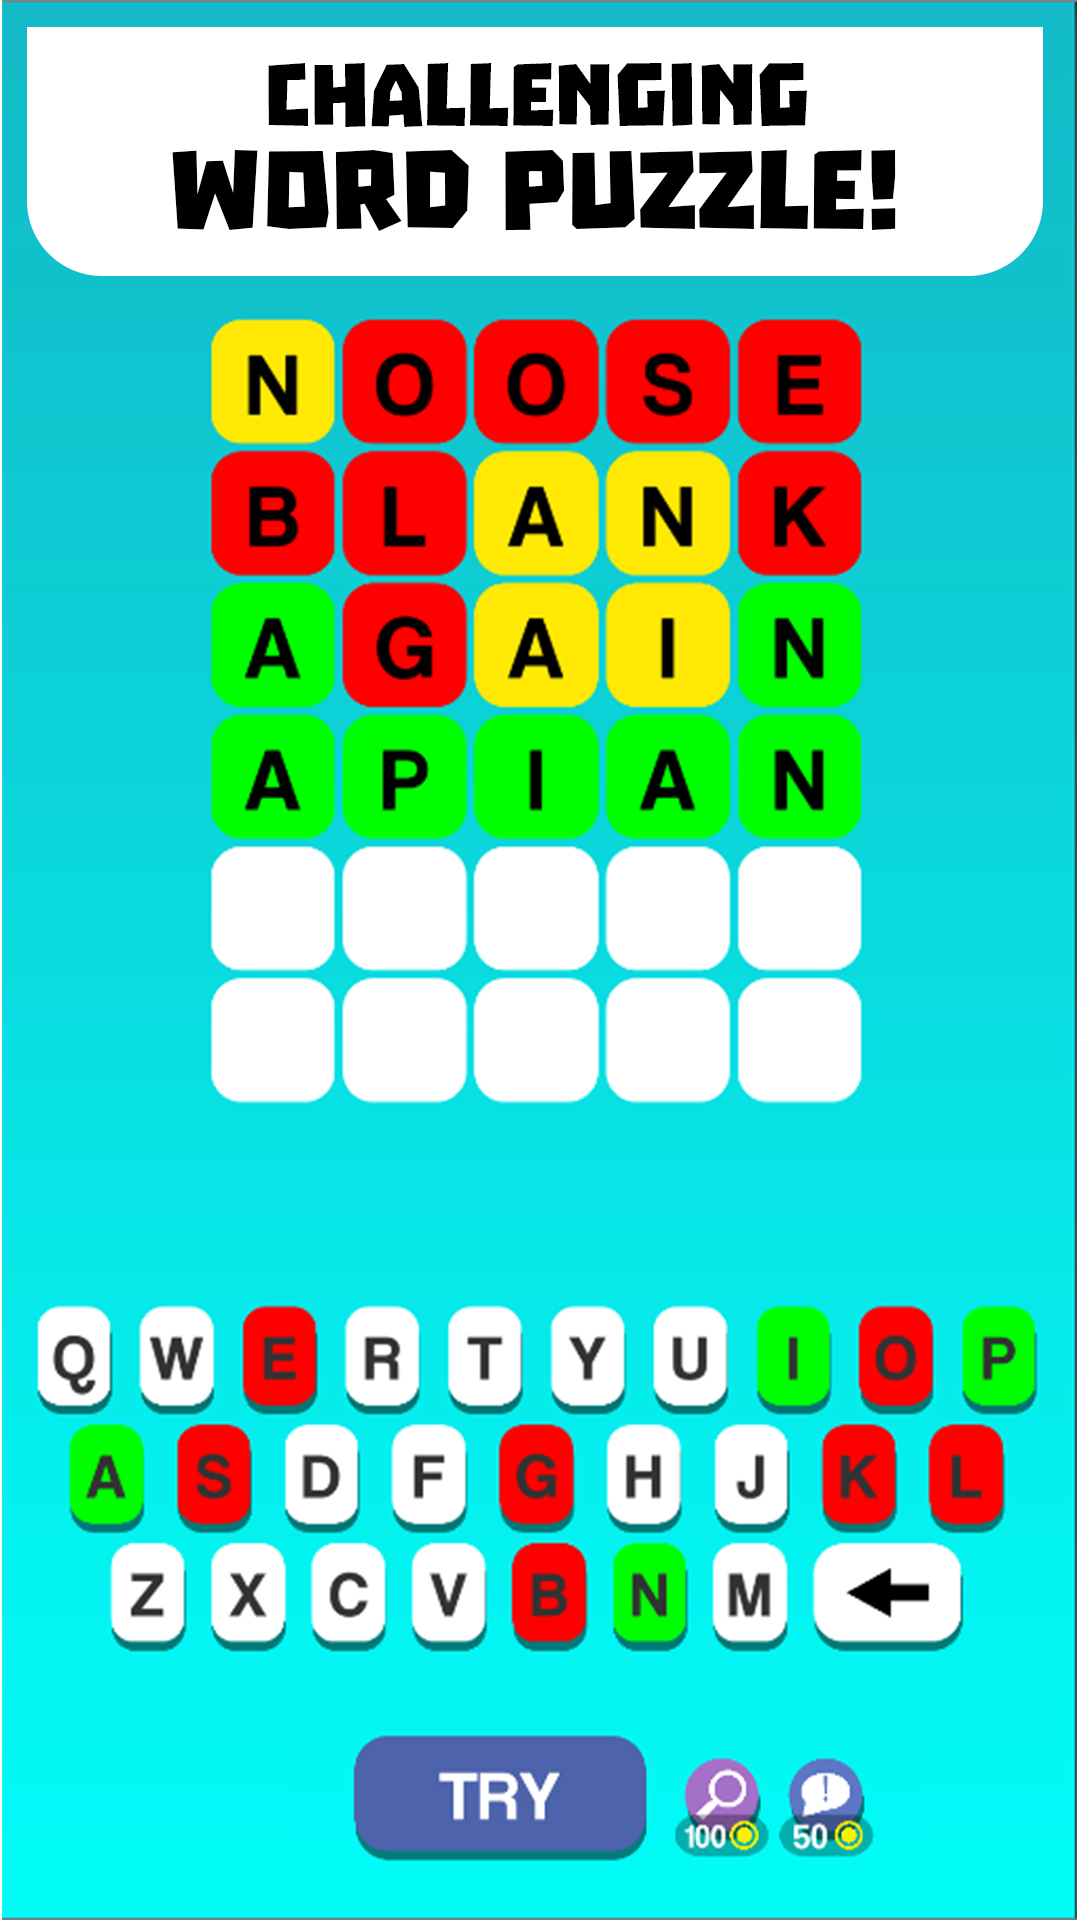 CHALLENGING
WORD PUZZLE!
N O O S E
B L A N K
A G A I N
A P I A N
Q W E R T Y U I O P
A S D F G H J K L
Z X C V B N M
TRY
100 50